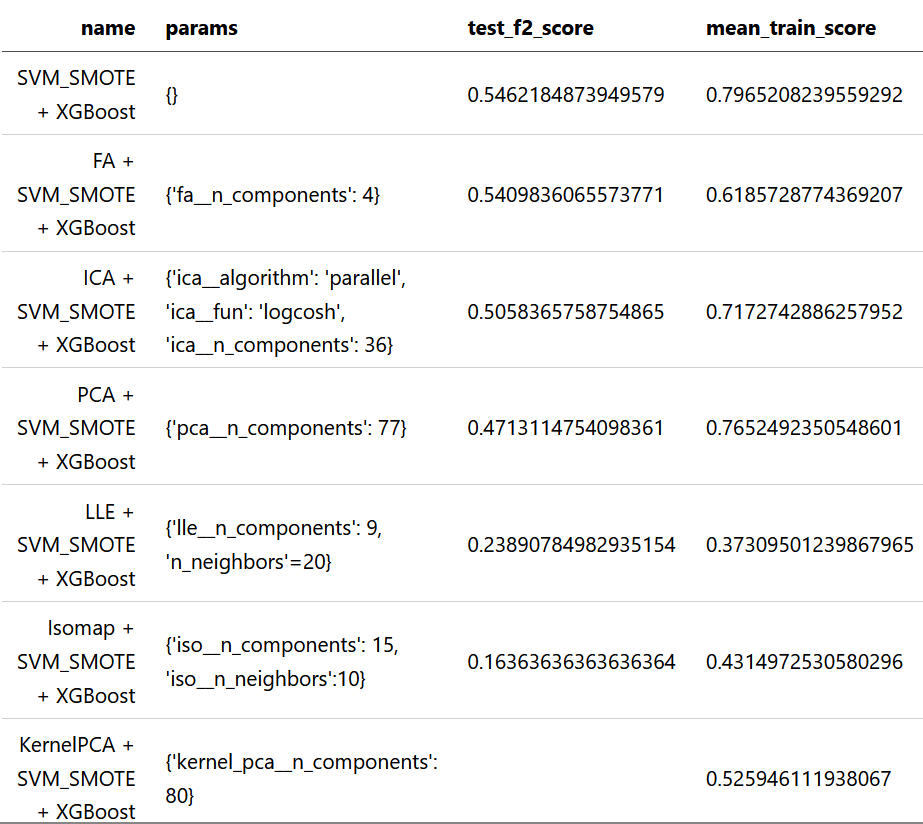 name params test_f2_score mean_train_score
SVM_SMOTE
+ XGBoost
{} 0.5462184873949579 0.7965208239559292
FA +
SVM_SMOTE
+ XGBoost
{'fa__n_components': 4} 0.5409836065573771 0.6185728774369207
ICA +
SVM_SMOTE
+ XGBoost
{'ica__algorithm': 'parallel',
'ica__fun': 'logcosh',
'ica__n_components': 36}
0.5058365758754865 0.7172742886257952
PCA +
SVM_SMOTE
+ XGBoost
{'pca__n_components': 77} 0.4713114754098361 0.7652492350548601
LLE +
SVM_SMOTE
+ XGBoost
{'lle__n_components': 9,
'n_neighbors'=20}
0.23890784982935154 0.37309501239867965
Isomap +
SVM_SMOTE
+ XGBoost
{'iso__n_components': 15,
'iso__n_neighbors':10}
0.16363636363636364 0.4314972530580296
KernelPCA +
SVM_SMOTE
+ XGBoost
{'kernel_pca__n_components':
80}
0.525946111938067